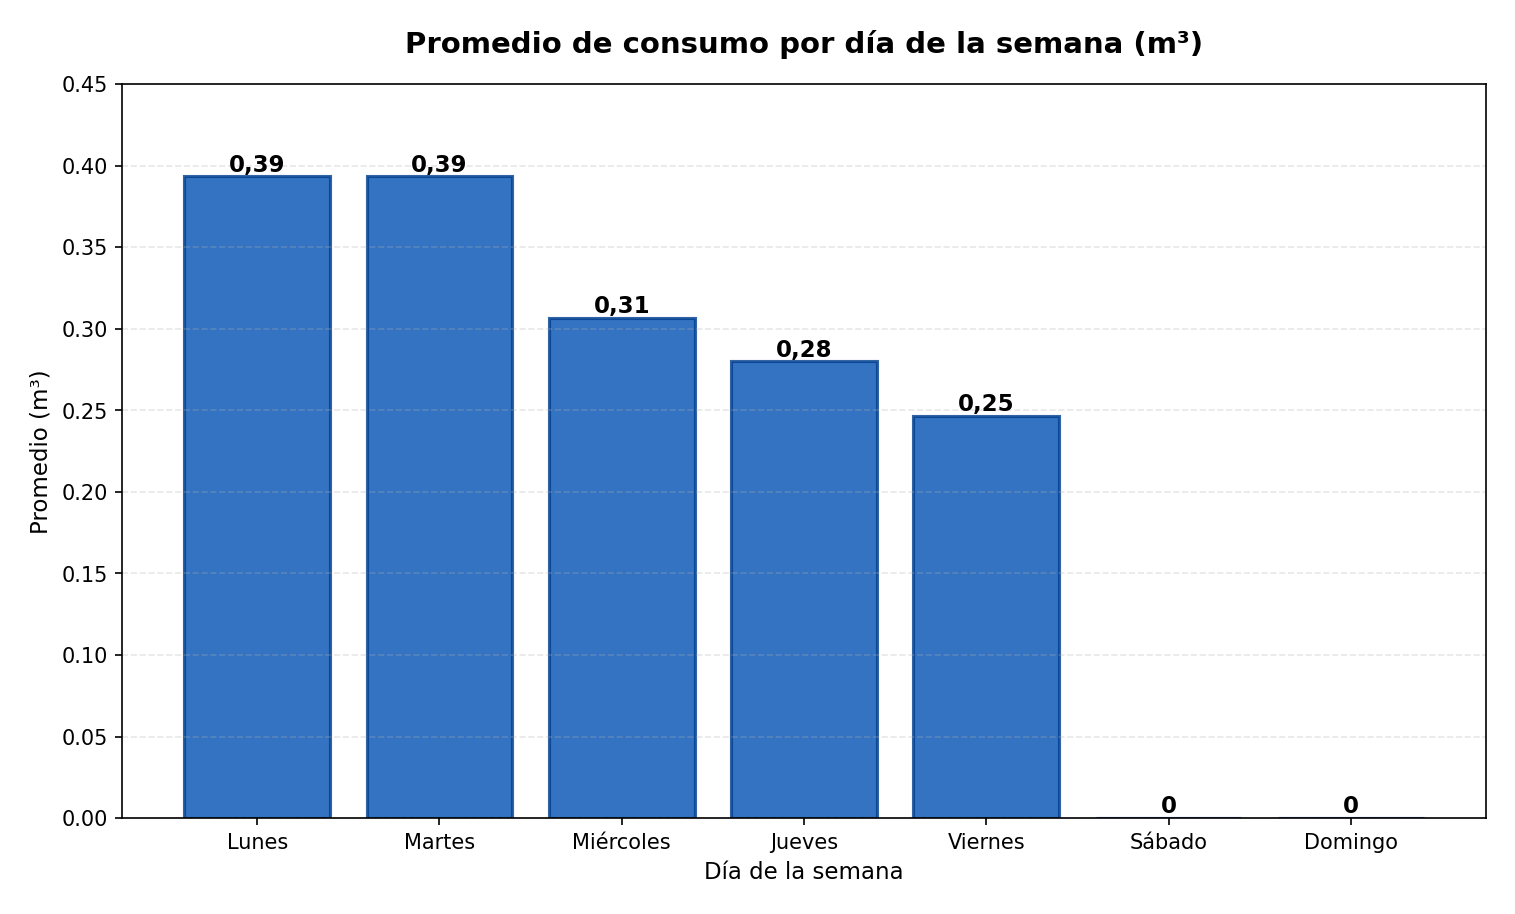 Promedio de consumo por día de la semana (m³)
0.45
0.40
0.35
0.30
0.25
0.20
0.15
0.10
0.05
0.00
Promedio (m³)
0,39
0,39
0,31
0,28
0,25
0
0
Lunes
Martes
Miércoles
Jueves
Viernes
Sábado
Domingo
Día de la semana